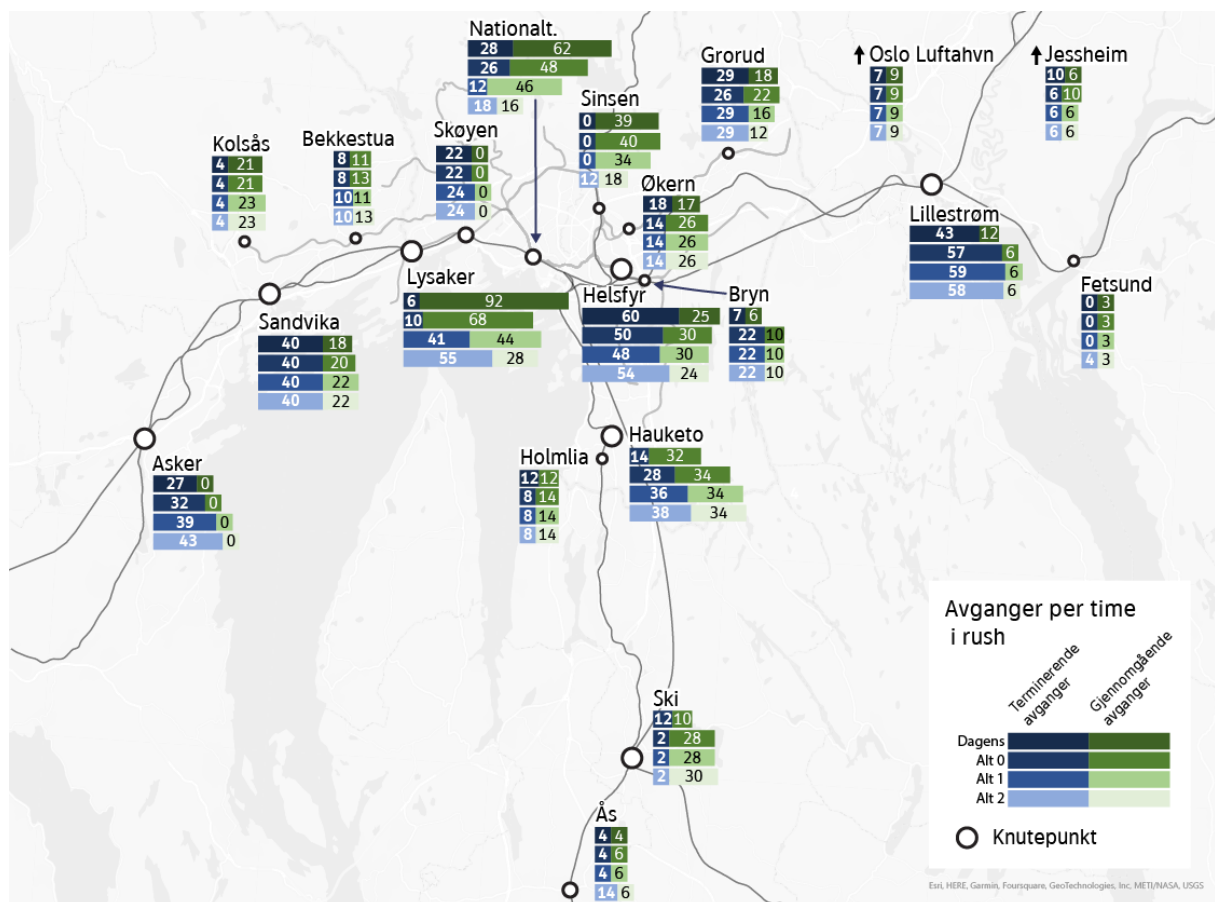 Nationalt.
28 62
26 48
12 46
18 16
Grorud
29 18
26 22
29 16
29 12
Oslo Luftahvn
7 9
7 9
7 9
7 9
Jessheim
10 6
6 10
6 6
6 6
Sinsen
0 39
0 40
0 34
12 18
Kolsås
4 21
4 21
4 23
4 23
Bekkestua
8 11
8 13
10 11
10 13
Skøyen
22 0
22 0
24 0
24 0
Økern
18 17
14 26
14 26
14 26
Lillestrøm
43 12
57 6
59 6
58 6
Lysaker
6 92
10 68
41 44
55 28
Helsfyr
60 25
50 30
48 30
54 24
Bryn
7 6
22 10
22 10
22 10
Fetsund
0 3
0 3
0 3
4 3
Sandvika
40 18
40 20
40 22
40 22
Asker
27 0
32 0
39 0
43 0
Holmlia
12 12
8 14
8 14
8 14
Hauketo
14 32
28 34
36 34
38 34
Ski
12 10
2 28
2 28
2 30
Ås
4 4
4 6
4 6
14 6
Avganger per time
i rush
Terminerende
avganger
Gjennomgående
avganger
Dagens
Alt 0
Alt 1
Alt 2
Knutepunkt
Esri, HERE, Garmin, Foursquare, GeoTechnologies, Inc, METI/NASA, USGS